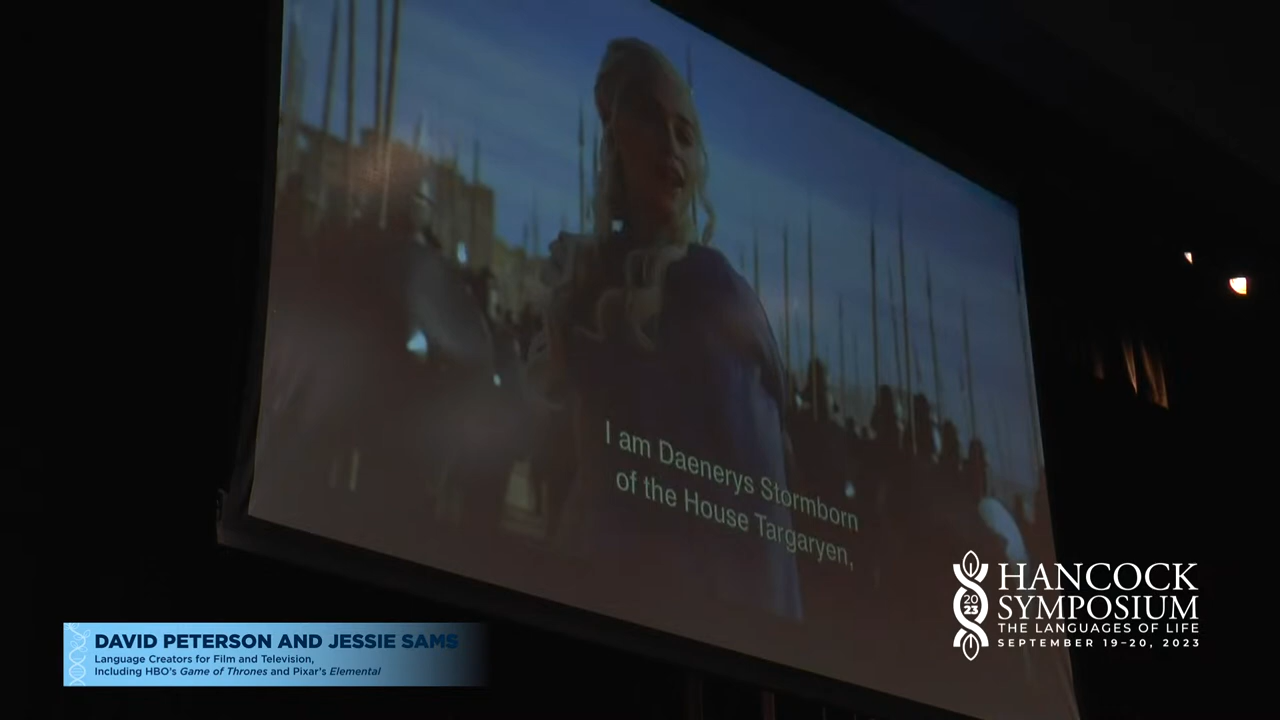 I am Daenerys Stormborn
of the House Targaryen,
HANCOCK
20
23
SYMPOSIUM
THE LANGUAGES OF LIFE
SEPTEMBER 19-20, 2023
DAVID PETERSON AND JESSIE SAMS
Language Creators for Film and Television,
Including HBO's Game of Thrones and Pixar's Elemental